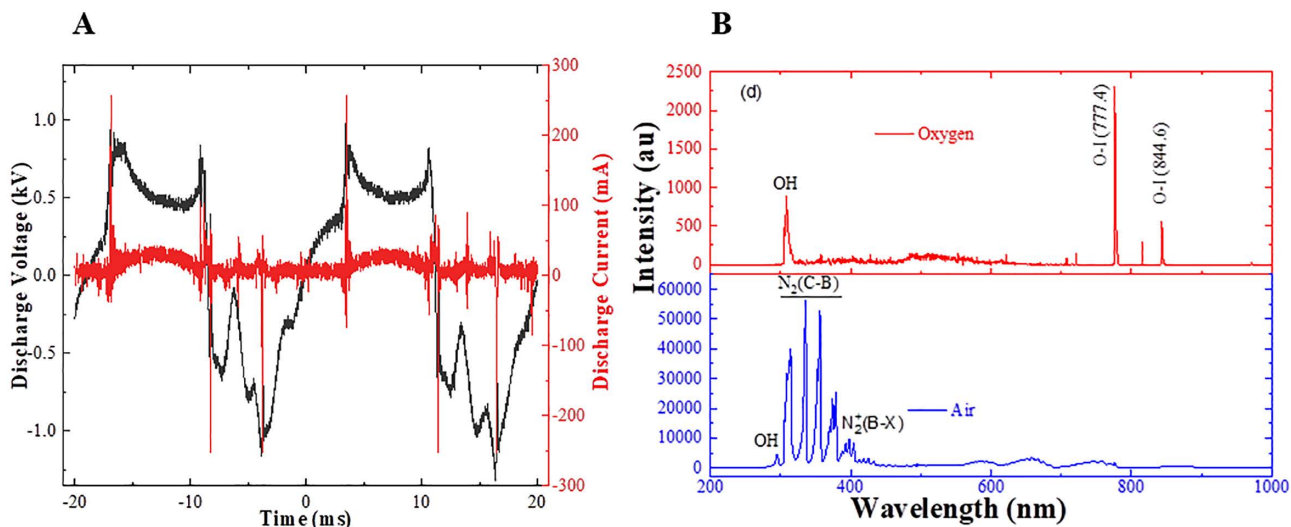 A
B
Discharge Voltage (kV)
1.0
0.5
0.0
-0.5
-1.0
-20
-10
0
10
20
Time (ms)
300
200
100
0
-100
-200
-300
Discharge Current (mA)
Intensity (au)
2500
2000
1500
1000
500
0
(d)
Oxygen
OH
O-I (777.4)
O-I (844.6)
60000
50000
40000
30000
20000
10000
0
N₂(C-B)
N₂⁺(B-X)
OH
Air
200
400
600
800
1000
Wavelength (nm)